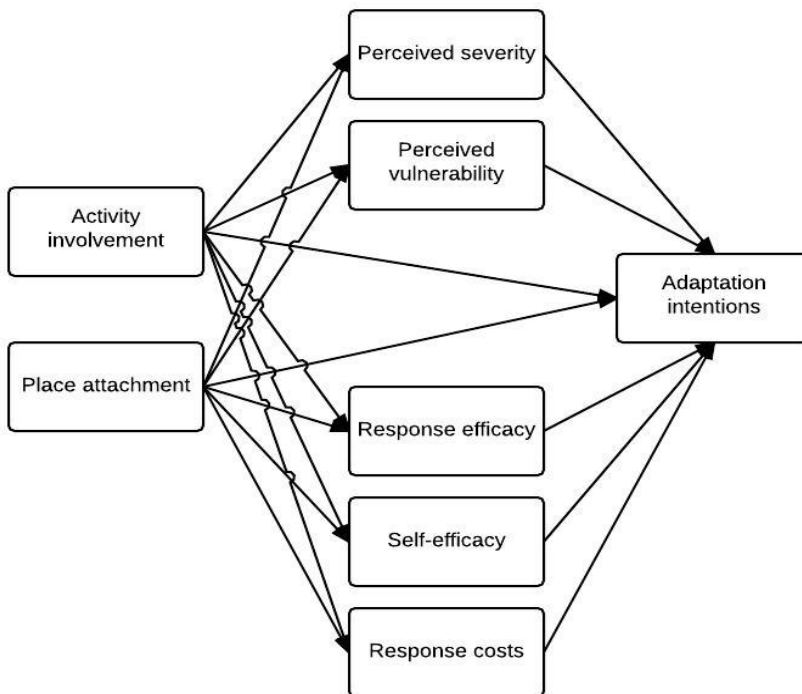 Perceived severity
Perceived
vulnerability
Activity
involvement
Adaptation
intentions
Place attachment
Response efficacy
Self-efficacy
Response costs